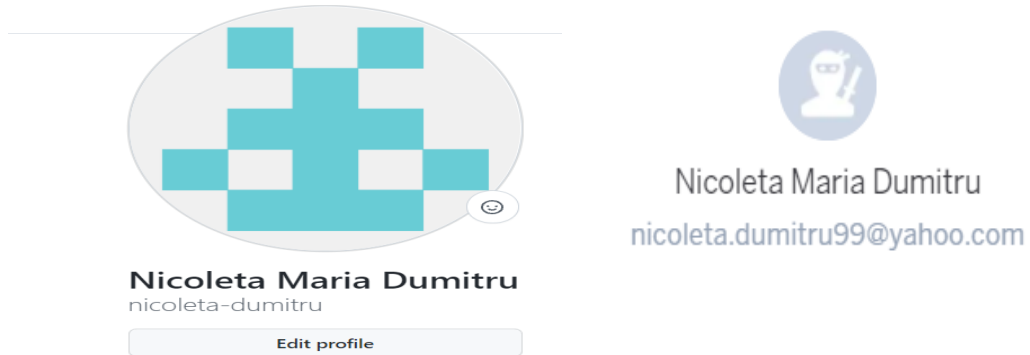 Nicoleta Maria Dumitru
nicoleta-dumitru
Edit profile
Nicoleta Maria Dumitru
nicoleta.dumitru99@yahoo.com